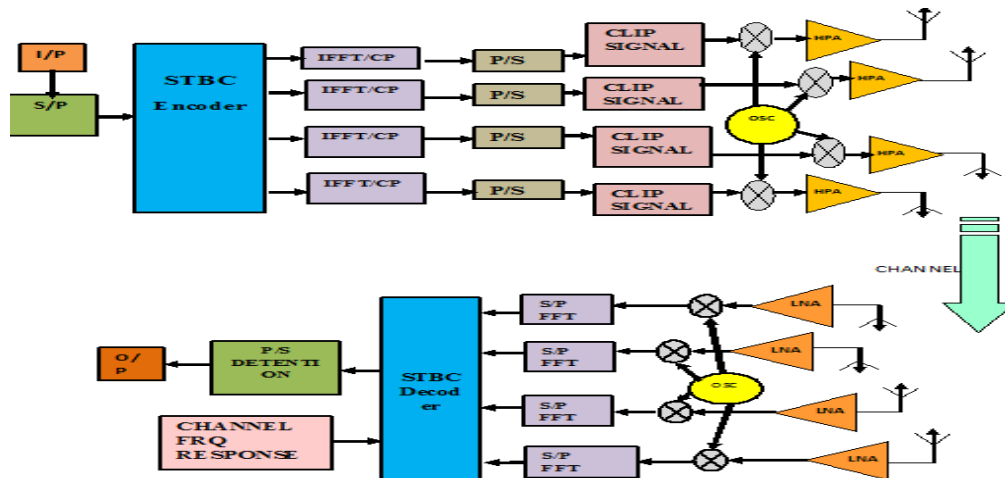 I/P
S/P
STBC
Encoder
IFFT/CP
P/S
CLIP
SIGNAL
HPA
IFFT/CP
P/S
CLIP
SIGNAL
HPA
OSC
IFFT/CP
P/S
CLIP
SIGNAL
HPA
IFFT/CP
P/S
CLIP
SIGNAL
HPA
CHANNEL
O/
P
P/S
DETENTI
ON
CHANNEL
FRQ
RESPONSE
STBC
Decod
er
S/P
FFT
LNA
S/P
FFT
LNA
OSC
S/P
FFT
LNA
S/P
FFT
LNA